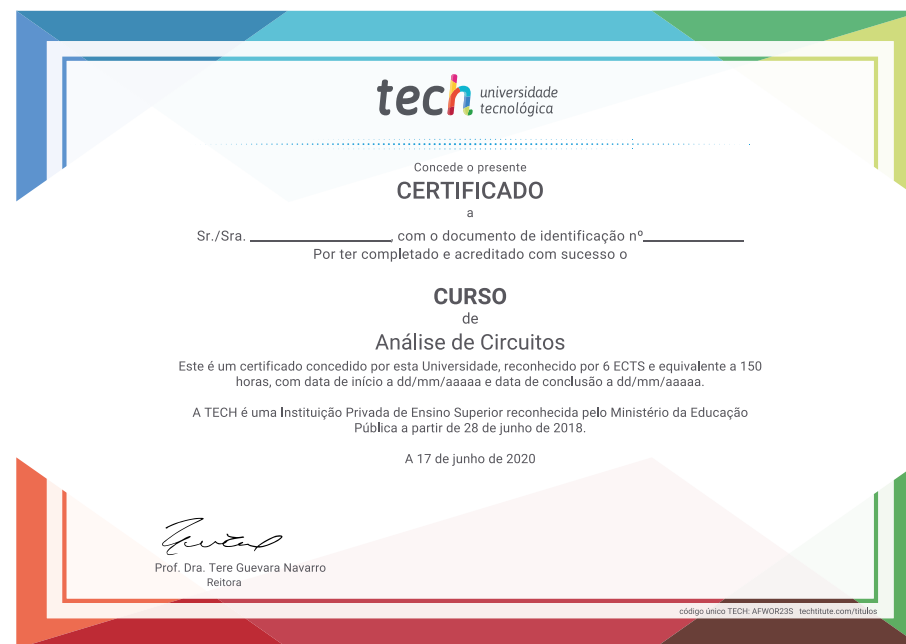 tech universidade
tecnológica
Concede o presente
CERTIFICADO
a
Sr./Sra. ____________________, com o documento de identificação nº______________
Por ter completado e acreditado com sucesso o
CURSO
de
Análise de Circuitos
Este é um certificado concedido por esta Universidade, reconhecido por 6 ECTS e equivalente a 150
horas, com data de início a dd/mm/aaaaa e data de conclusão a dd/mm/aaaaa.
A TECH é uma Instituição Privada de Ensino Superior reconhecida pelo Ministério da Educação
Pública a partir de 28 de junho de 2018.
A 17 de junho de 2020
Prof. Dra. Tere Guevara Navarro
Reitora
código único TECH: AFWOR23S techtitute.com/titulos